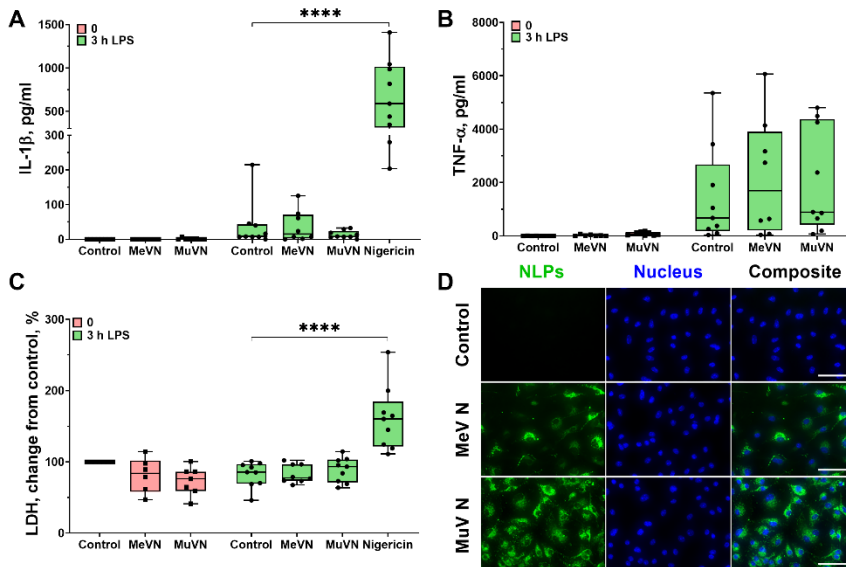 A
0
3 h LPS
****
IL-1β, pg/ml
1500
1000
500
300
200
100
0
Control MeVN MuVN Control MeVN MuVN Nigericin
B
0
3 h LPS
TNF-α, pg/ml
8000
6000
4000
2000
0
Control MeVN MuVN Control MeVN MuVN
C
0
3 h LPS
****
LDH, change from control, %
300
200
100
0
Control MeVN MuVN Control MeVN MuVN Nigericin
D
NLPs Nucleus Composite
Control
MeV N
MuV N